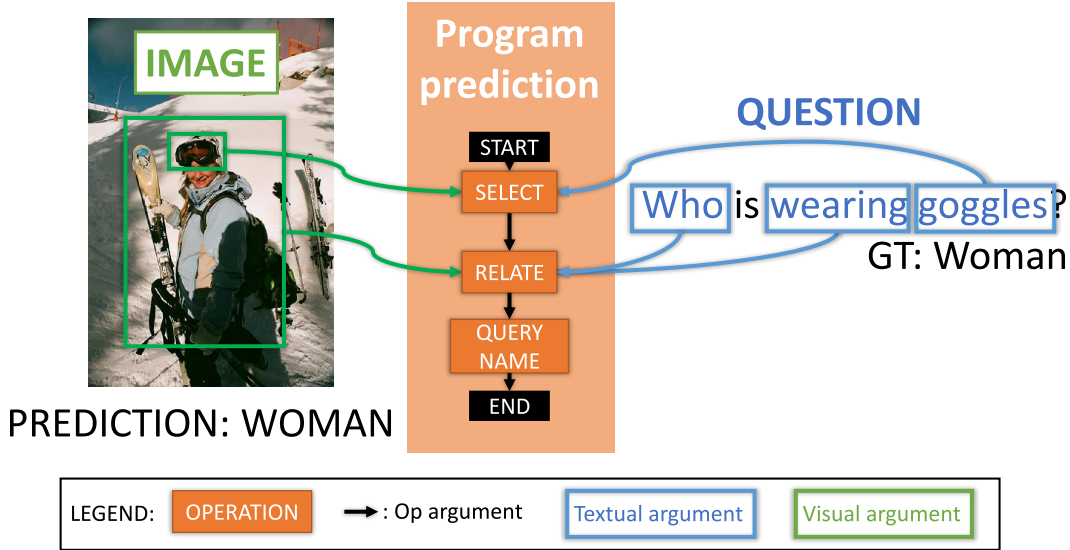 IMAGE
Program
prediction
START
SELECT
RELATE
QUERY
NAME
END
QUESTION
Who is wearing goggles?
GT: Woman
PREDICTION: WOMAN
LEGEND: OPERATION : Op argument Textual argument Visual argument